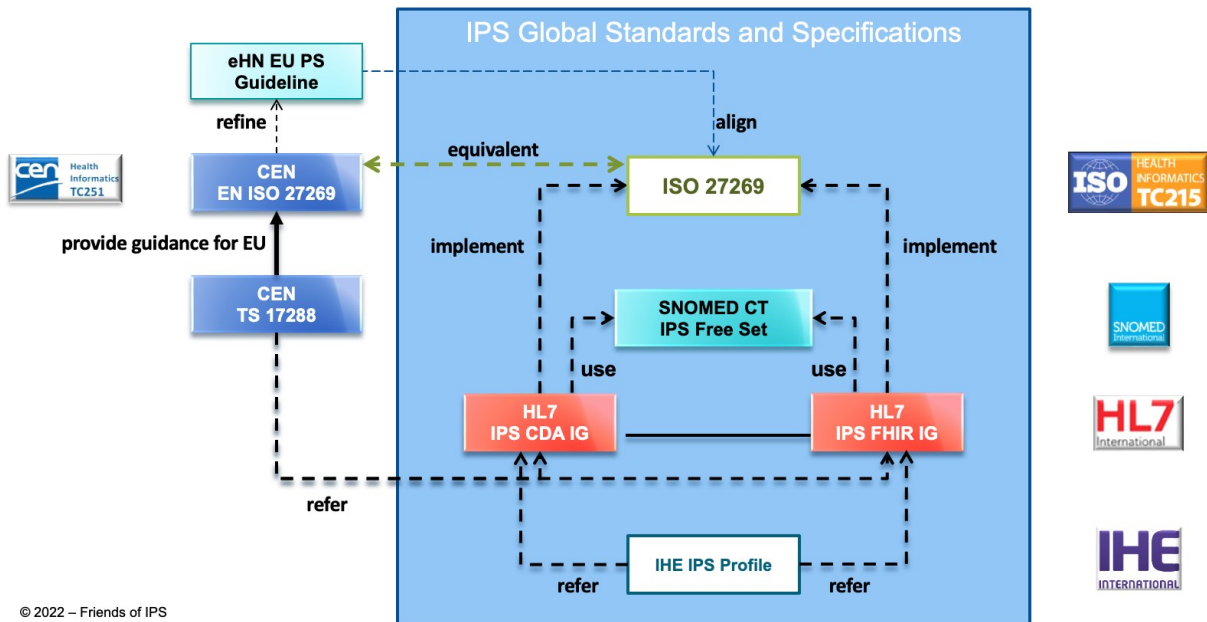 IPS Global Standards and Specifications
eHN EU PS
Guideline
refine
align
equivalent
cen
Health
Informatics
TC251
CEN
EN ISO 27269
ISO 27269
ISO
HEALTH
INFORMATICS
TC215
provide guidance for EU
implement
implement
CEN
TS 17288
SNOMED CT
IPS Free Set
SNOMED
International
use
use
HL7
IPS CDA IG
HL7
IPS FHIR IG
HL7
International
refer
IHE IPS Profile
refer
refer
IHE
INTERNATIONAL
© 2022 – Friends of IPS